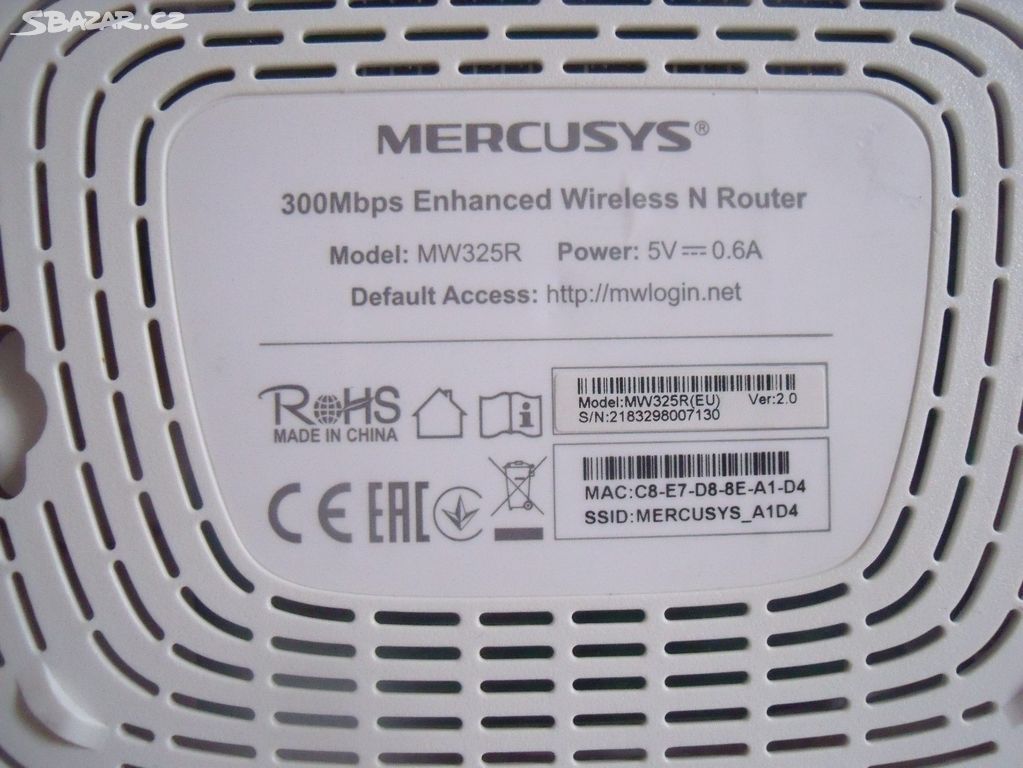 SBAZAR.CZ
MERCUSYS®
300Mbps Enhanced Wireless N Router
Model: MW325R Power: 5V⎓0.6A
Default Access: http://mwlogin.net
RoHS
MADE IN CHINA
Model:MW325R(EU) Ver:2.0
S/N:2183298007130
CE EAC
MAC:C8-E7-D8-8E-A1-D4
SSID:MERCUSYS_A1D4